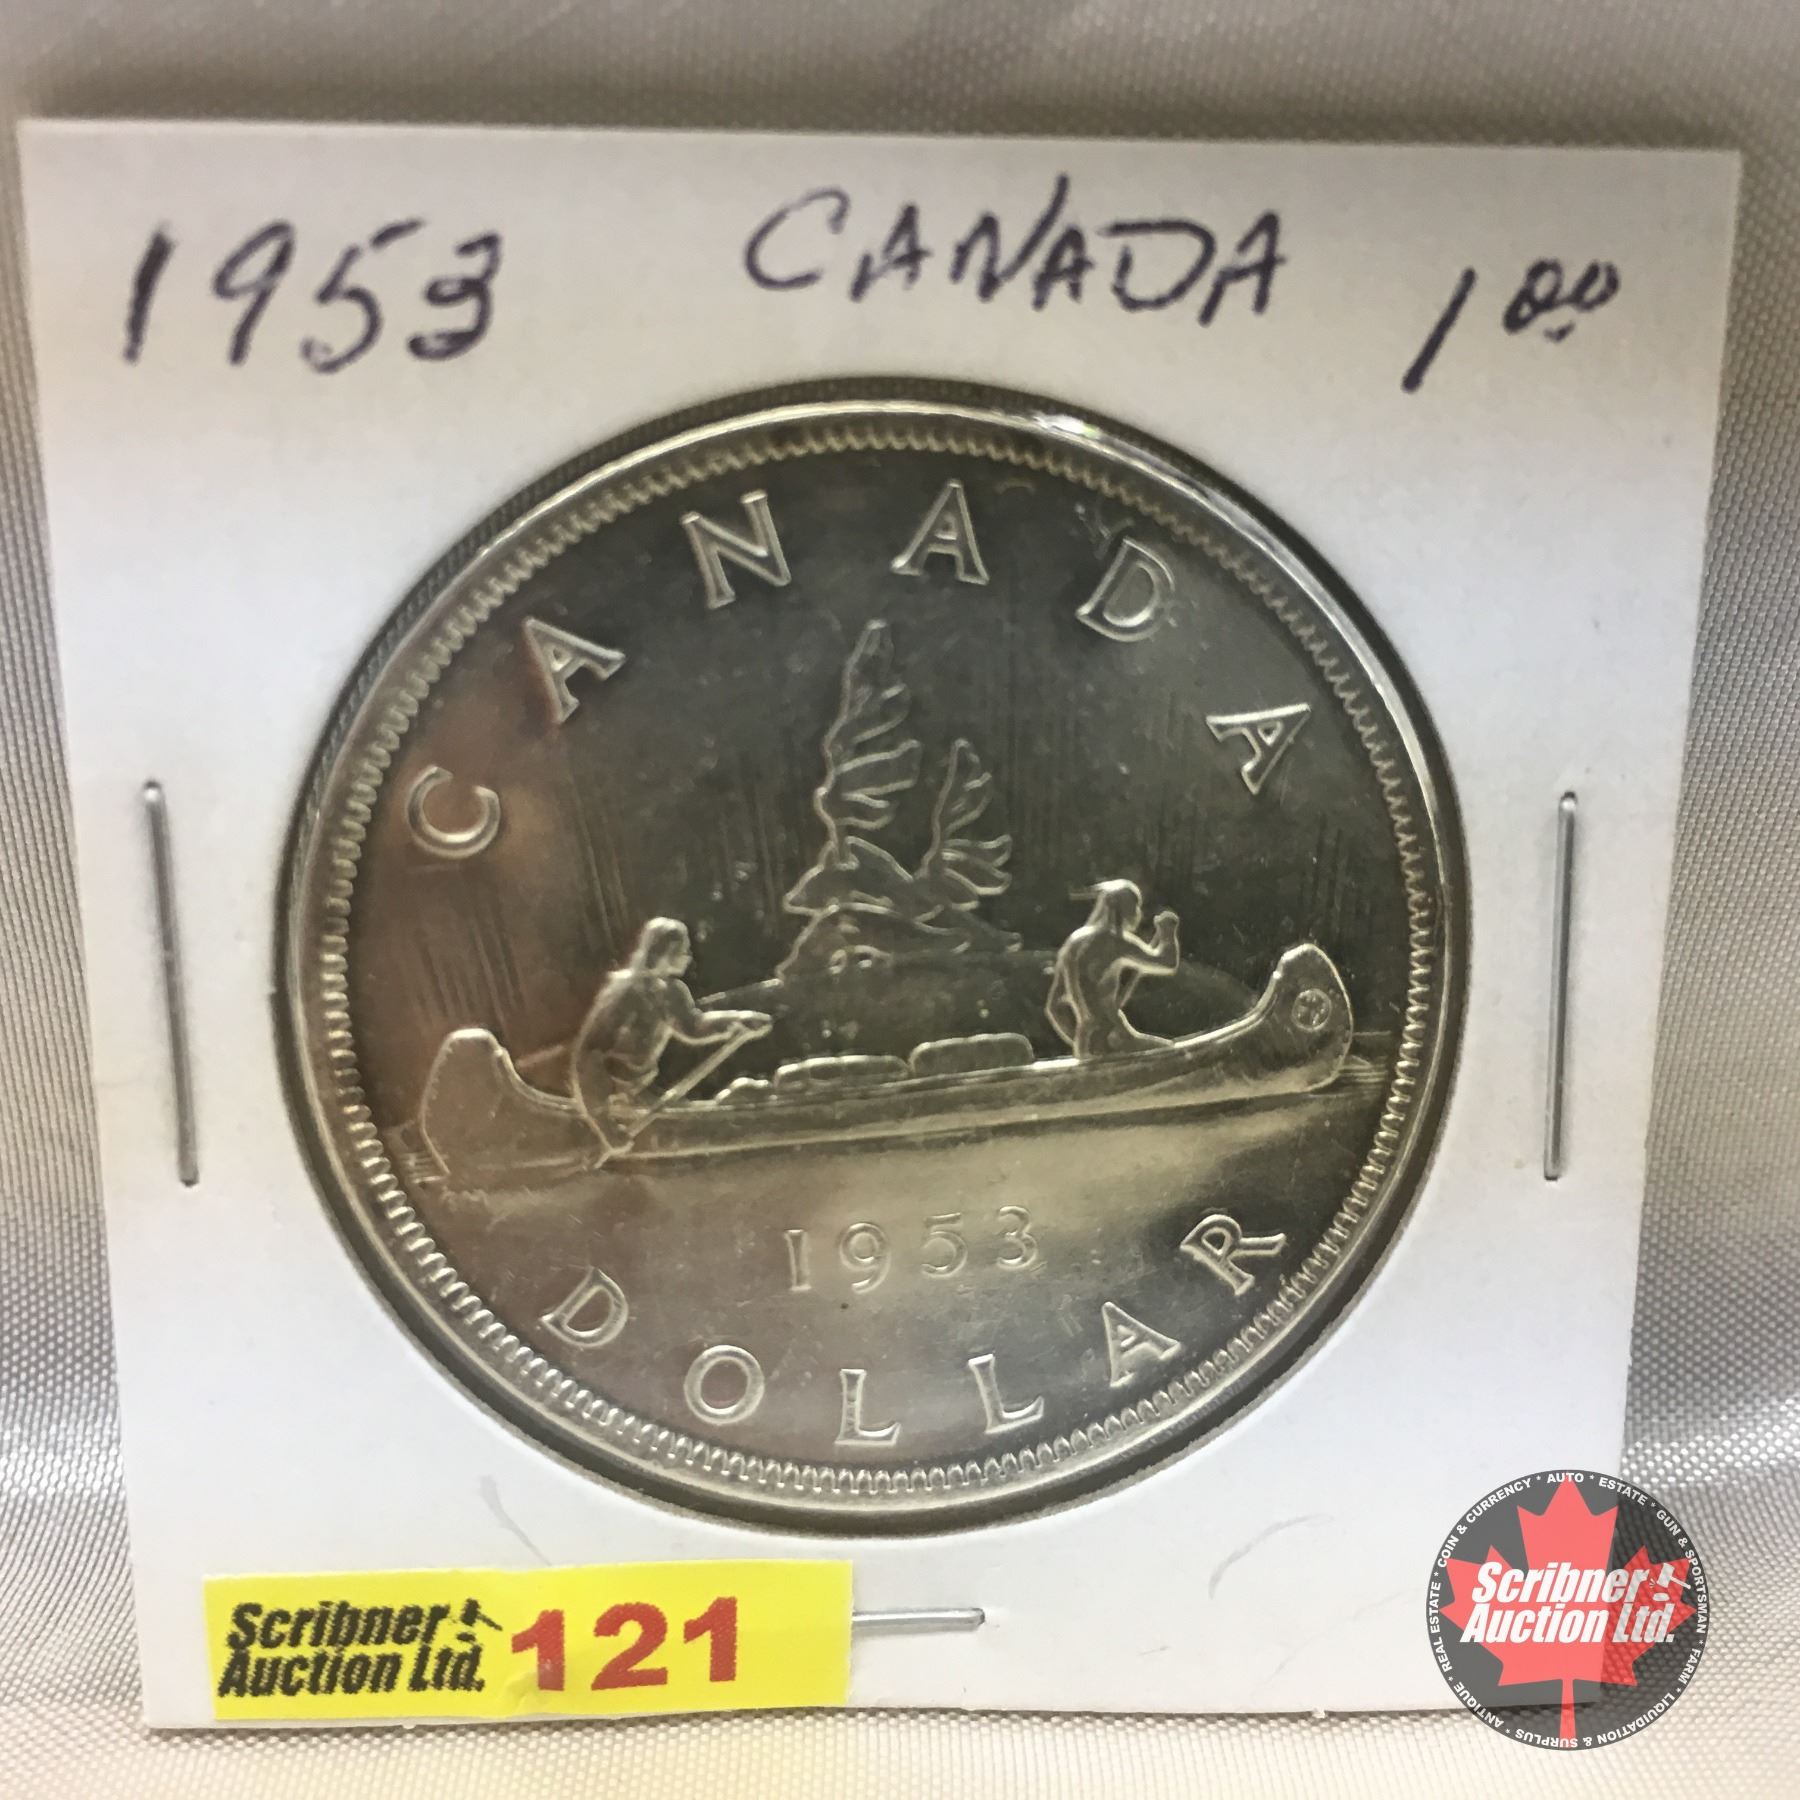 1953 CANADA 1.00
CANADA
1953
DOLLAR
Scribner
Auction Ltd.
121
REAL ESTATE * COIN & CURRENCY * AUTO * ESTATE * GUN & SPORTSMAN * FARM * LIQUIDATION & SURPLUS * ANTIQUE *
Scribner
Auction Ltd.